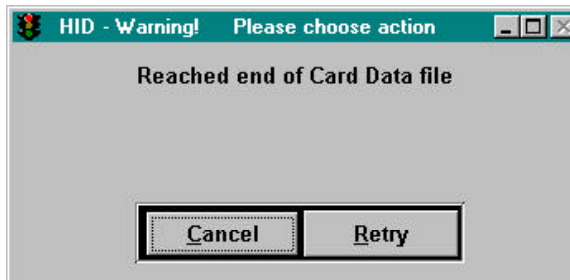 HID - Warning! Please choose action
Reached end of Card Data file
Cancel Retry